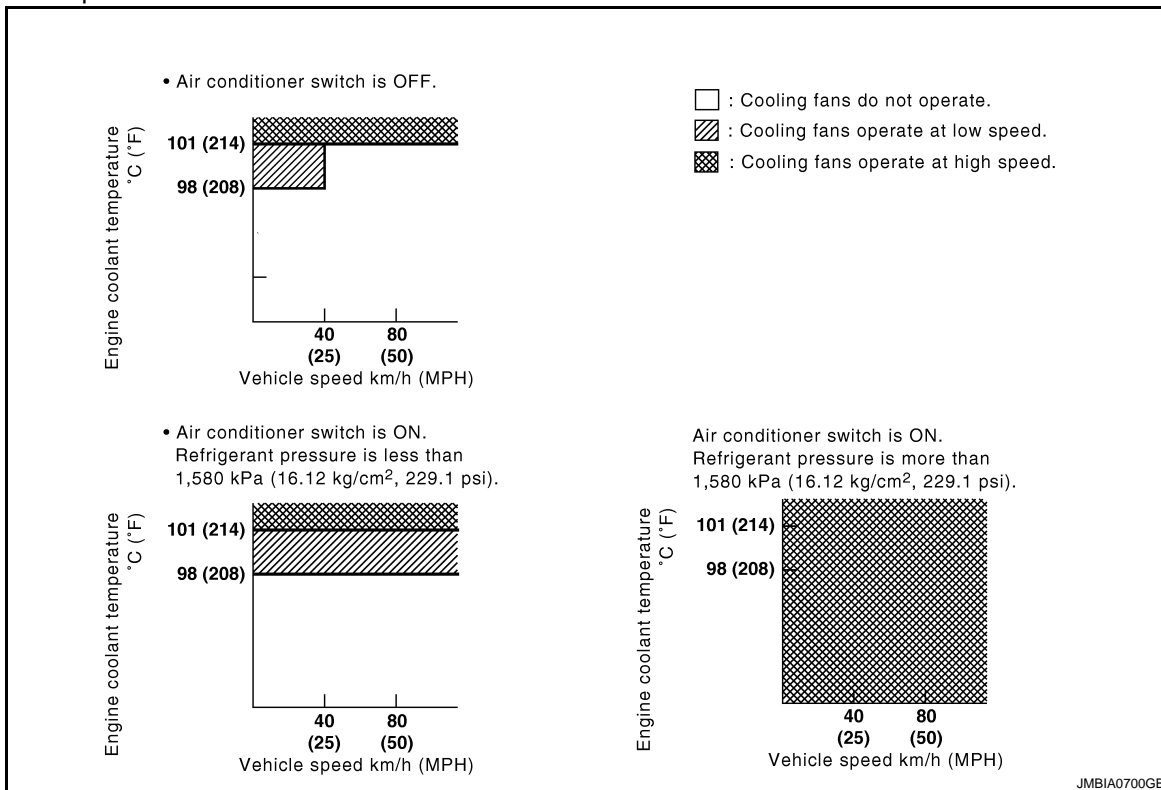 • Air conditioner switch is OFF.
Engine coolant temperature
°C (°F)
101 (214)
98 (208)
40
(25)
80
(50)
Vehicle speed km/h (MPH)
: Cooling fans do not operate.
: Cooling fans operate at low speed.
: Cooling fans operate at high speed.
• Air conditioner switch is ON.
Refrigerant pressure is less than
1,580 kPa (16.12 kg/cm², 229.1 psi).
Engine coolant temperature
°C (°F)
101 (214)
98 (208)
40
(25)
80
(50)
Vehicle speed km/h (MPH)
Air conditioner switch is ON.
Refrigerant pressure is more than
1,580 kPa (16.12 kg/cm², 229.1 psi).
Engine coolant temperature
°C (°F)
101 (214)
98 (208)
40
(25)
80
(50)
Vehicle speed km/h (MPH)
JMBIA0700GB